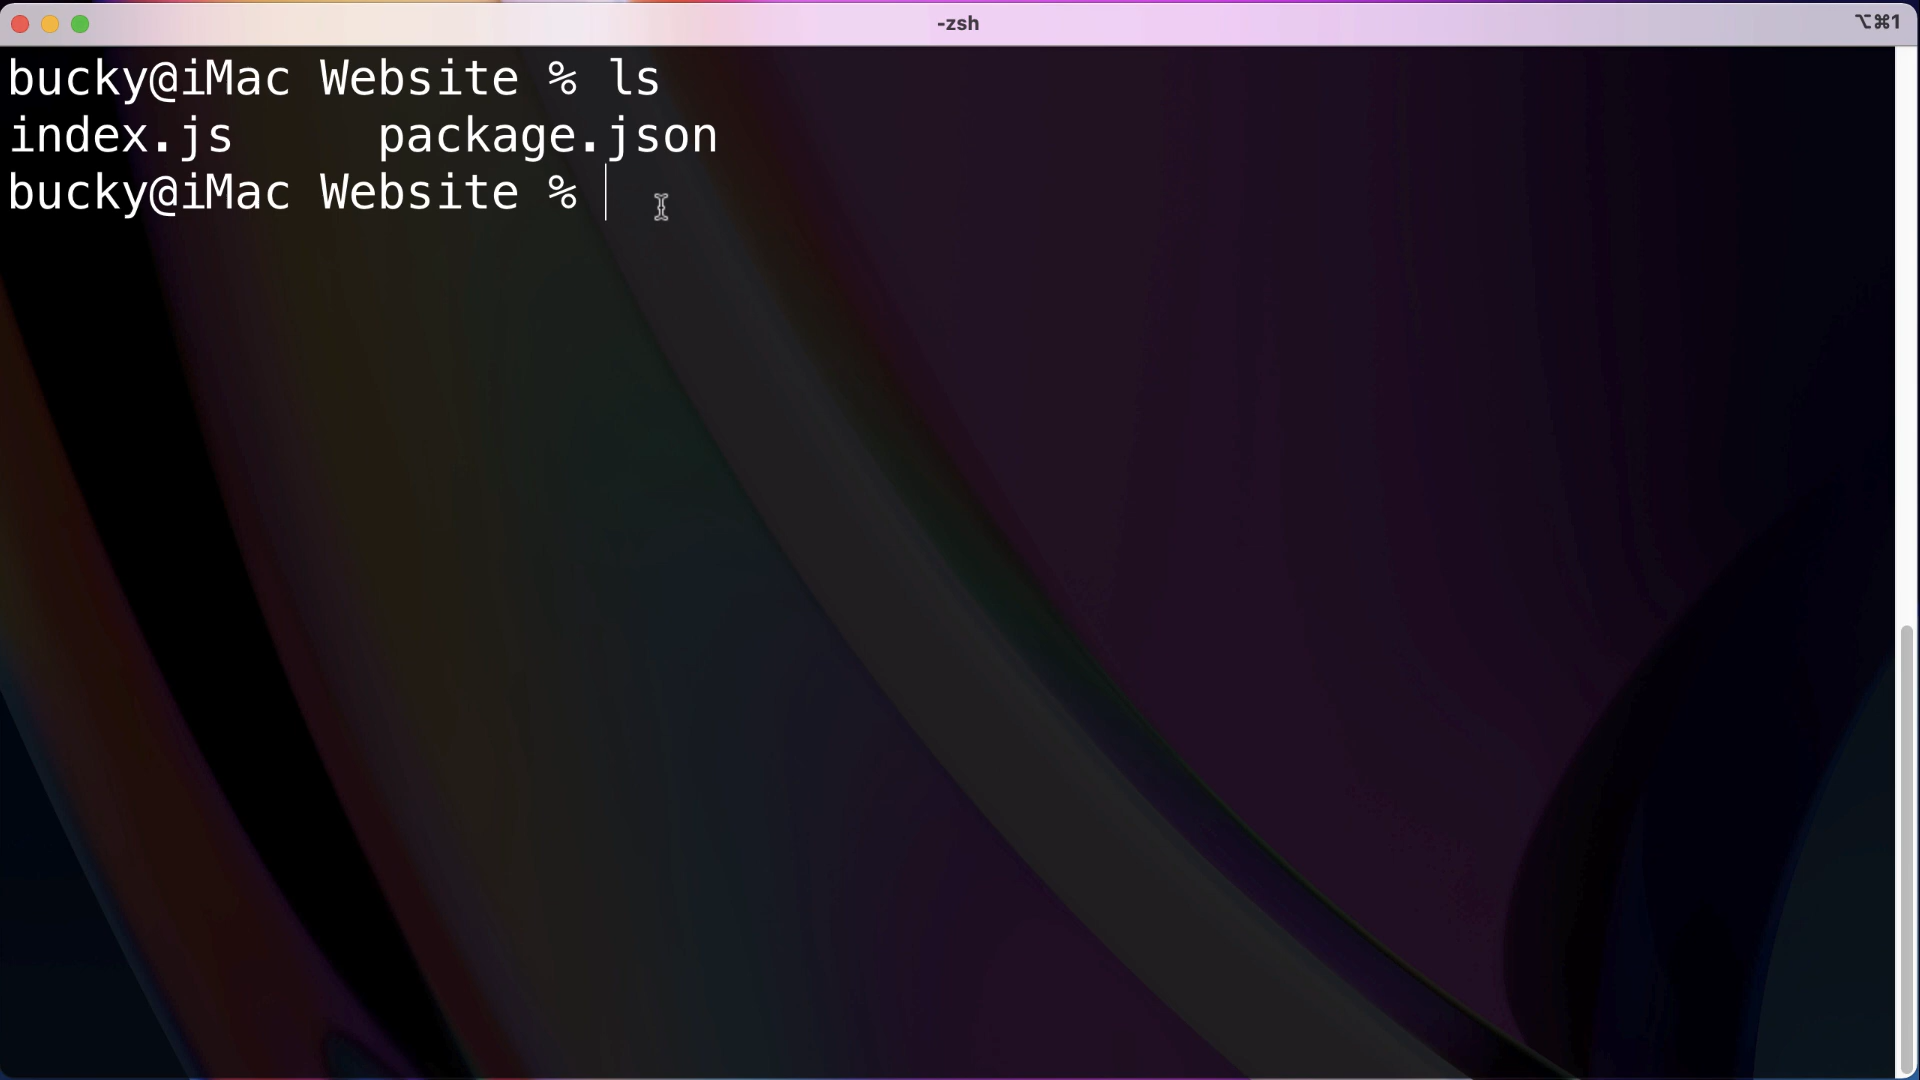 -zsh
⌥⌘1
bucky@iMac Website % ls
index.js     package.json
bucky@iMac Website %